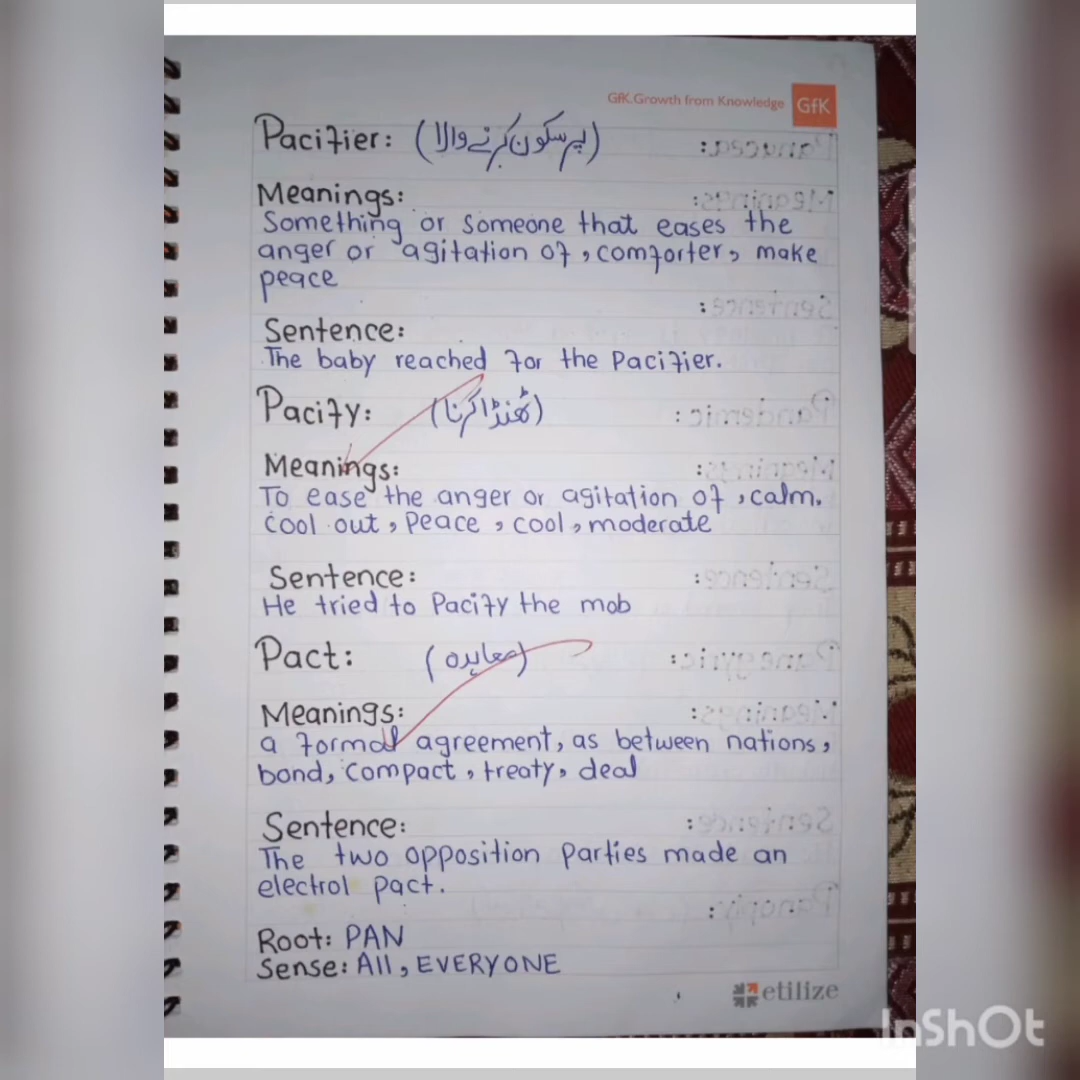 GfK. Growth from Knowledge GfK
Pacifier: (پرسکون کرنے والا)
Meanings:
Something or someone that eases the
anger or agitation of, comforter, make
peace
Sentence:
The baby reached for the Pacifier.
Pacify: (ٹھنڈا کرنا)
Meanings:
To ease the anger or agitation of, calm.
cool out, peace, cool, moderate
Sentence:
He tried to Pacify the mob
Pact: (معاہدہ)
Meanings:
a formal agreement, as between nations,
bond, compact, treaty, deal
Sentence:
The two opposition parties made an
electrol pact.
Root: PAN
Sense: All, EVERYONE
etilize
InShOt